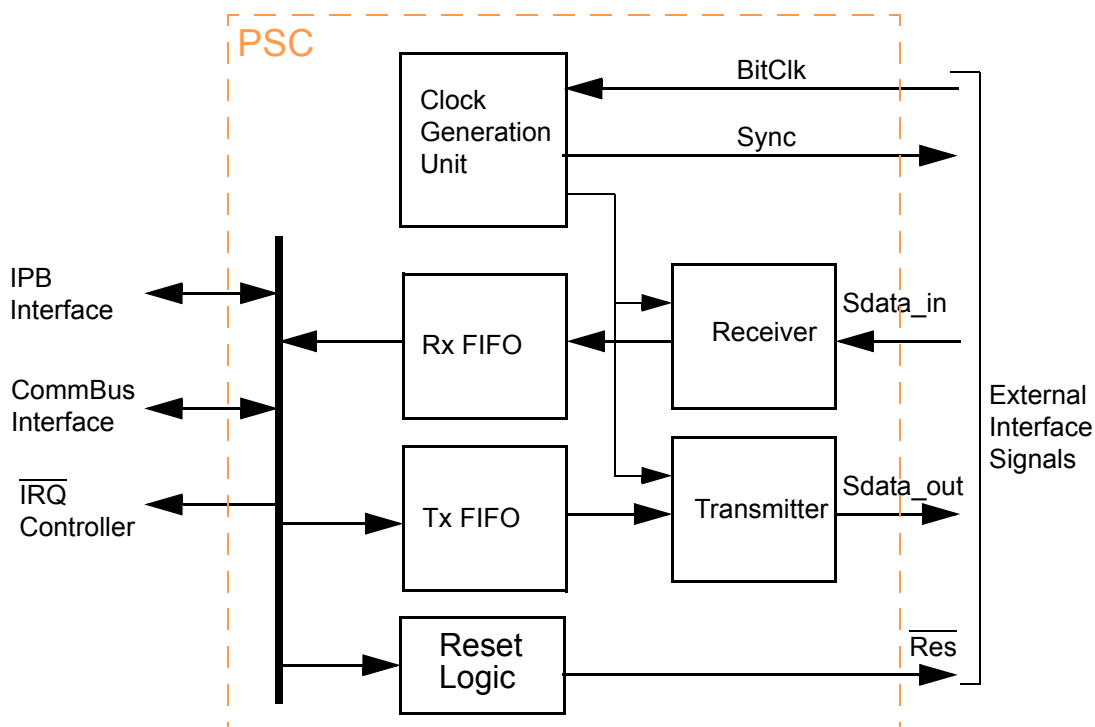 PSC
Clock
Generation
Unit
BitClk
Sync
IPB
Interface
Rx FIFO
Receiver
Sdata_in
CommBus
Interface
External
Interface
Signals
IRQ
Controller
Tx FIFO
Transmitter
Sdata_out
Reset
Logic
Res